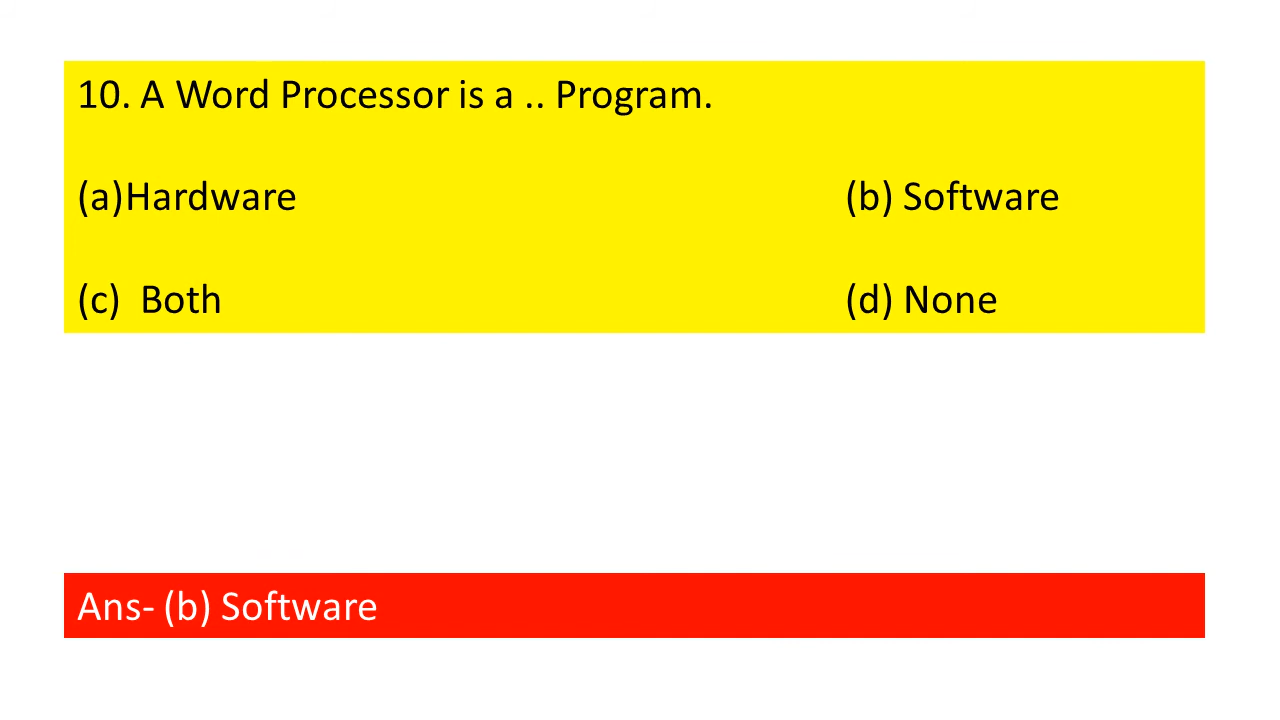 10. A Word Processor is a .. Program.
(a)Hardware (b) Software
(c) Both (d) None
Ans- (b) Software